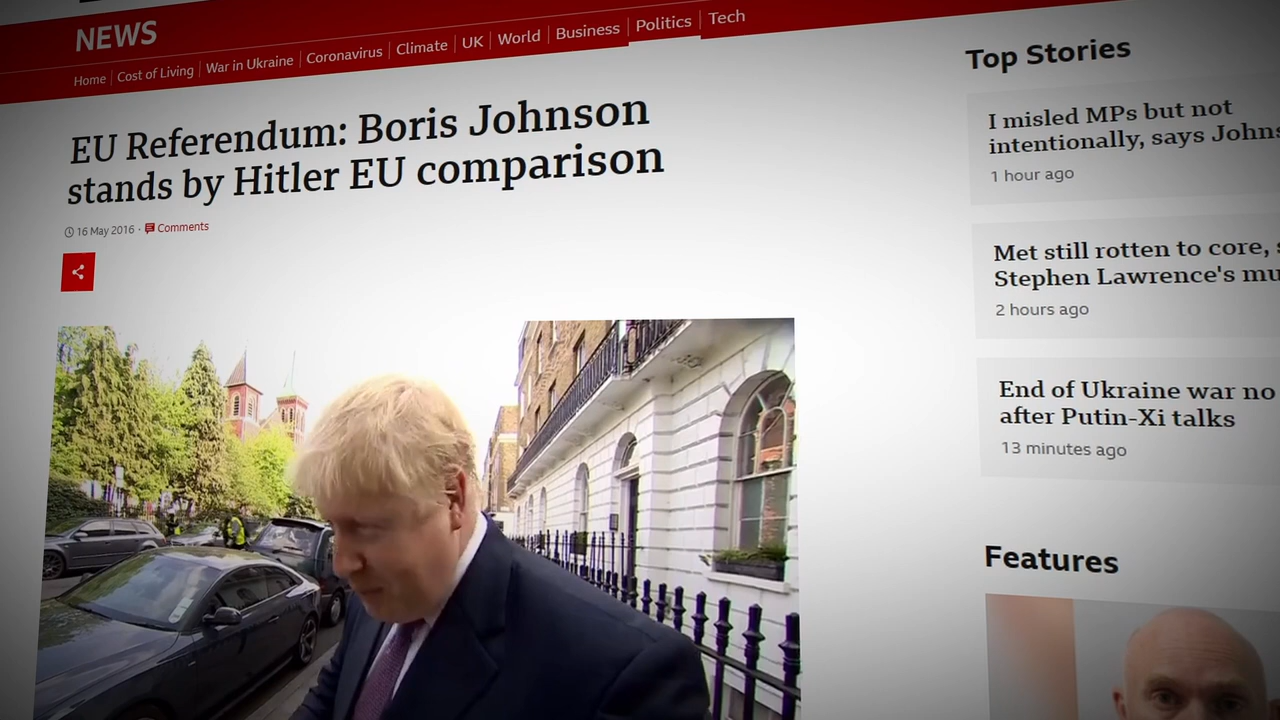 NEWS
Home
Cost of Living
War in Ukraine
Coronavirus
Climate
UK
World
Business
Politics
Tech
EU Referendum: Boris Johnson
stands by Hitler EU comparison
16 May 2016 · Comments
Top Stories
I misled MPs but not
intentionally, says Johns
1 hour ago
Met still rotten to core, s
Stephen Lawrence's mu
2 hours ago
End of Ukraine war no
after Putin-Xi talks
13 minutes ago
Features